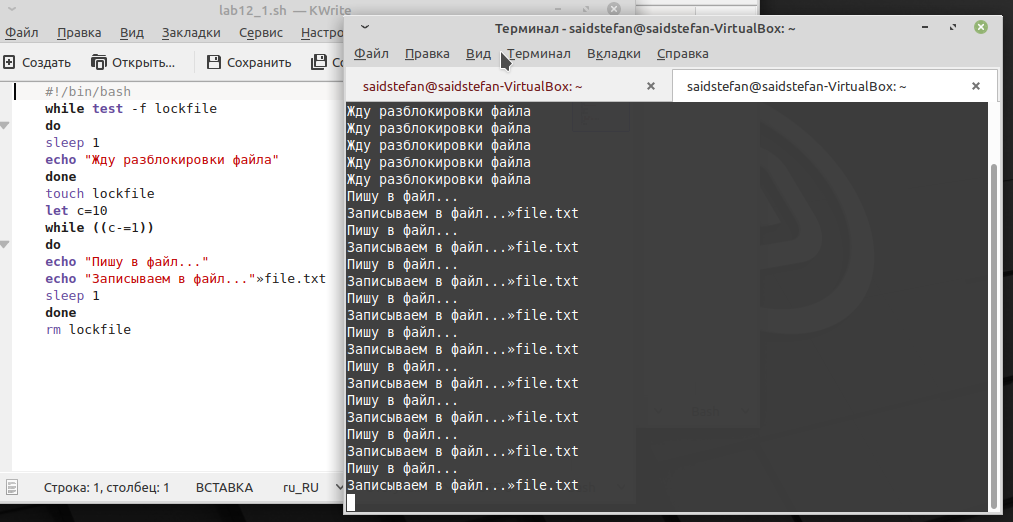 lab12_1.sh — KWrite
Файл Правка Вид Закладки Сервис Настро
Создать Открыть... Сохранить Со
#!/bin/bash
while test -f lockfile
do
sleep 1
echo "Жду разблокировки файла"
done
touch lockfile
let c=10
while ((c-=1))
do
echo "Пишу в файл..."
echo "Записываем в файл..."»file.txt
sleep 1
done
rm lockfile
Строка: 1, столбец: 1 ВСТАВКА ru_RU
Терминал - saidstefan@saidstefan-VirtualBox: ~
Файл Правка Вид Терминал Вкладки Справка
saidstefan@saidstefan-VirtualBox: ~ saidstefan@saidstefan-VirtualBox: ~
Жду разблокировки файла
Жду разблокировки файла
Жду разблокировки файла
Жду разблокировки файла
Жду разблокировки файла
Пишу в файл...
Записываем в файл...»file.txt
Пишу в файл...
Записываем в файл...»file.txt
Пишу в файл...
Записываем в файл...»file.txt
Пишу в файл...
Записываем в файл...»file.txt
Пишу в файл...
Записываем в файл...»file.txt
Пишу в файл...
Записываем в файл...»file.txt
Пишу в файл...
Записываем в файл...»file.txt
Пишу в файл...
Записываем в файл...»file.txt
Пишу в файл...
Записываем в файл...»file.txt